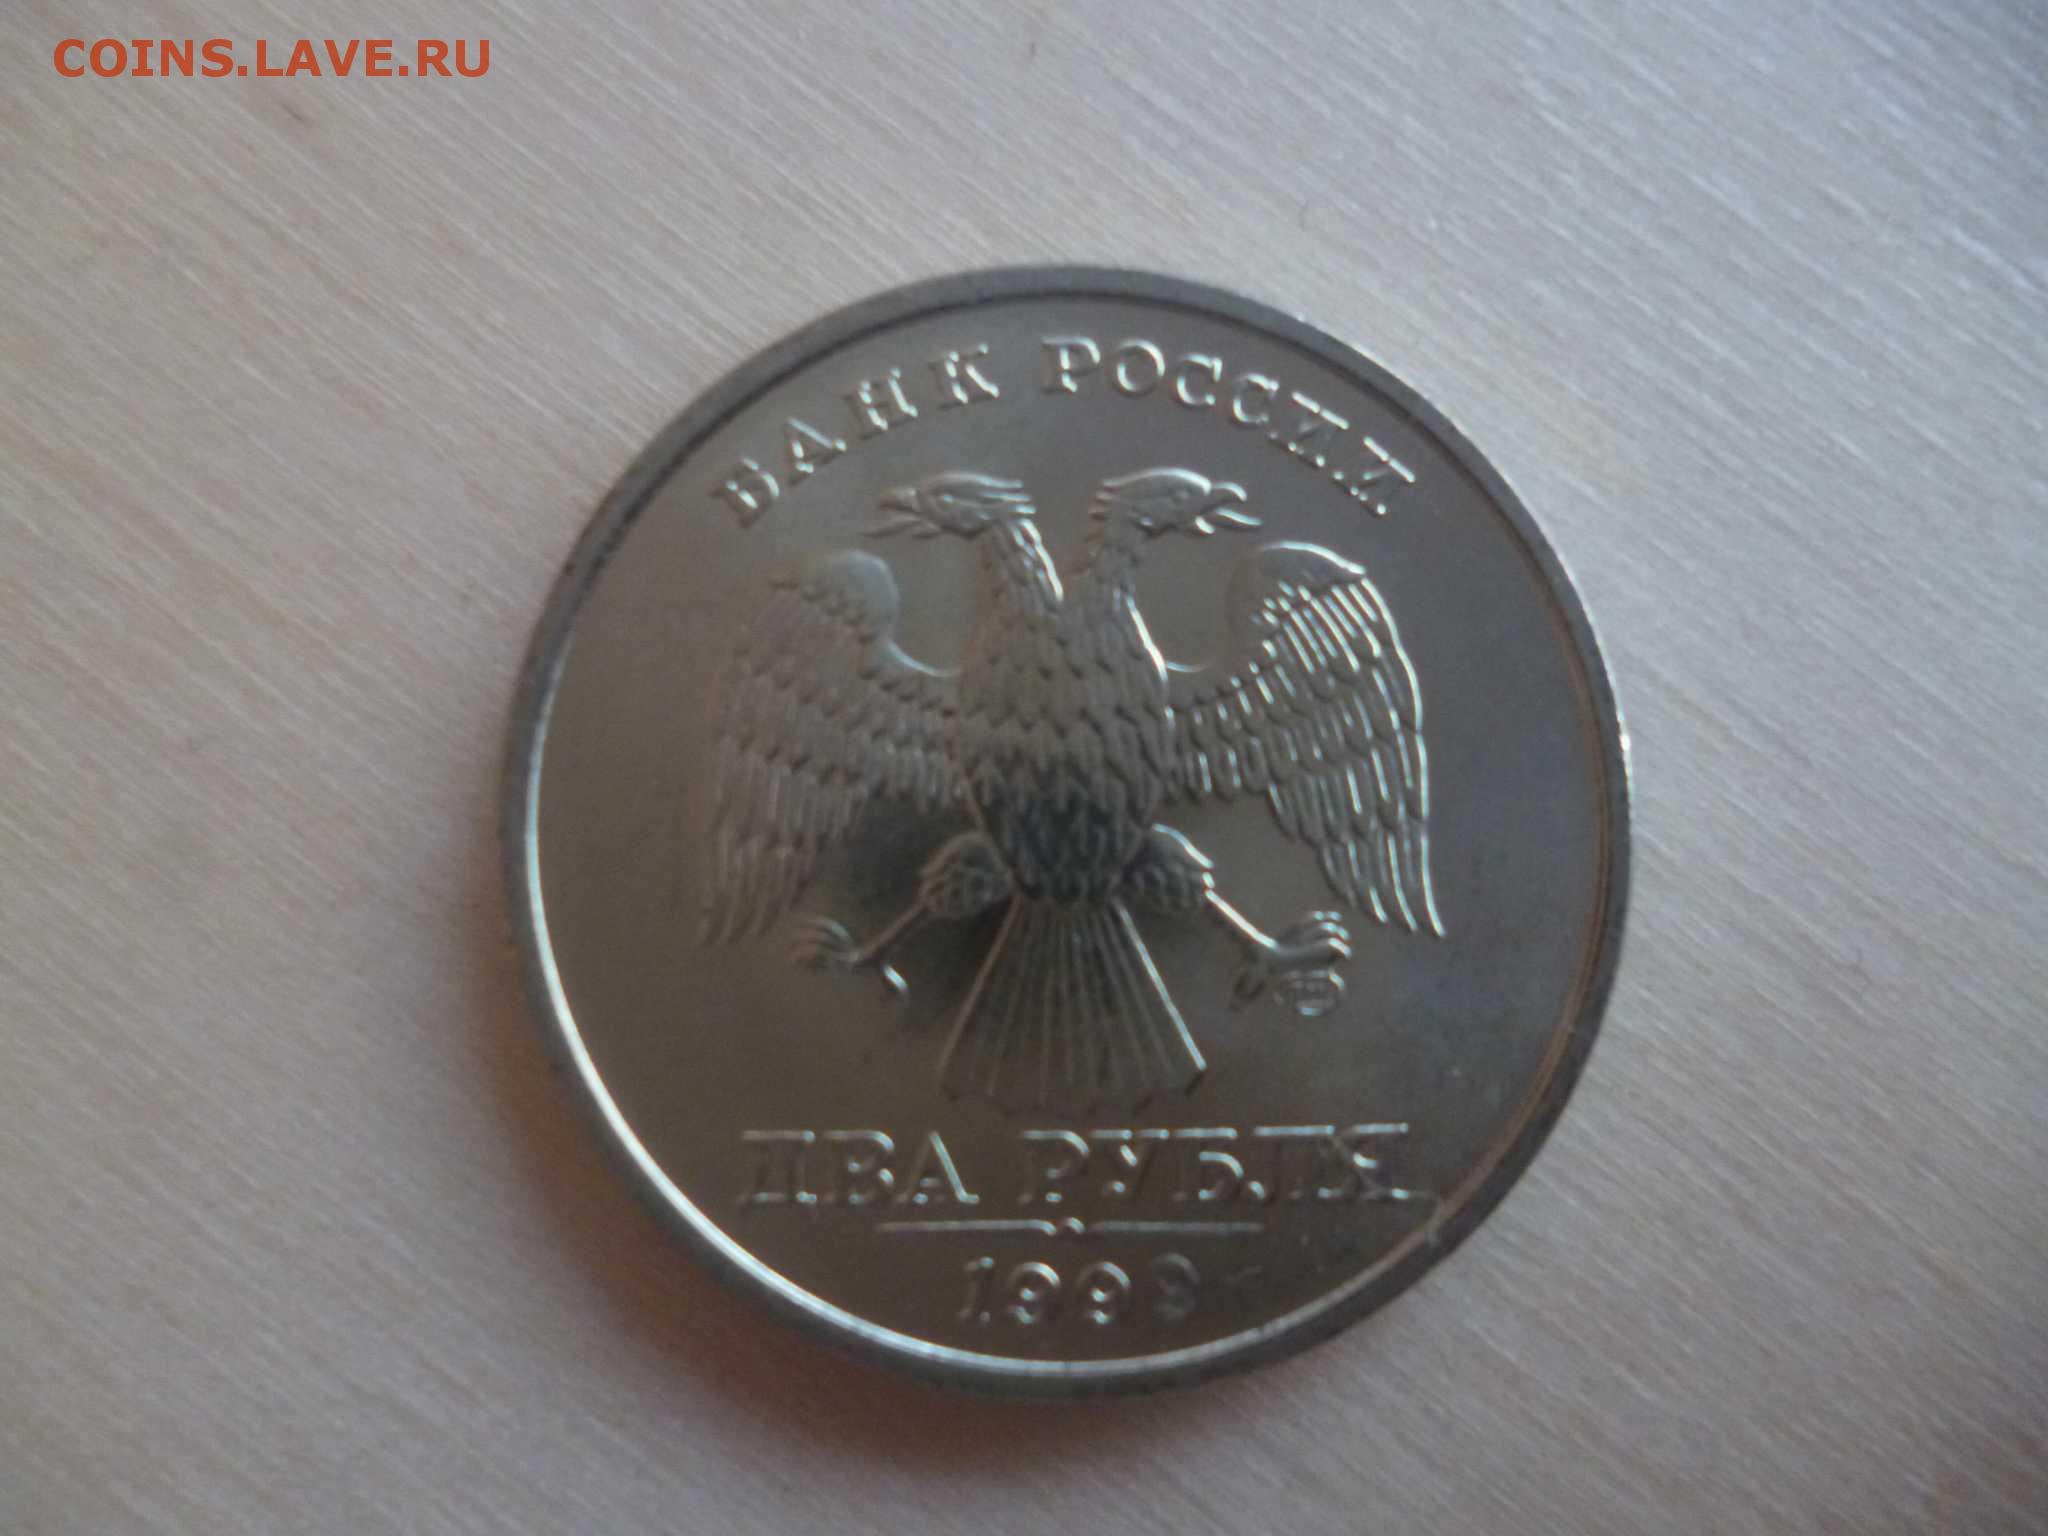 COINS.LAVE.RU
БАНК РОССИИ
ДВА РУБЛЯ
1999 г